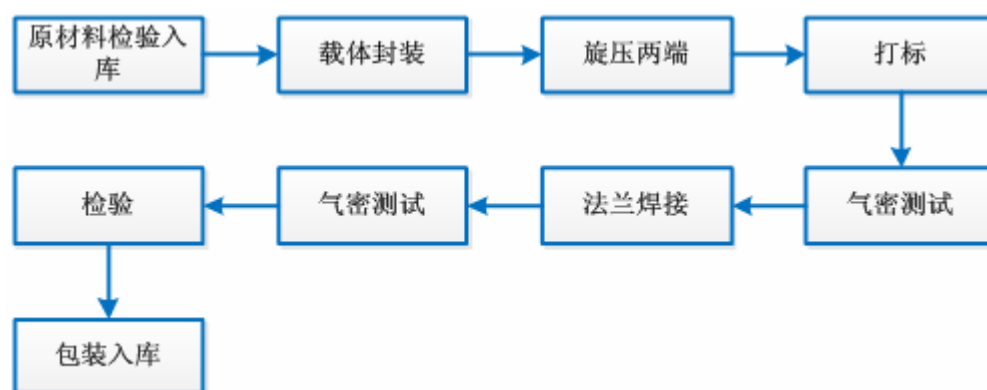 原材料检验入
库
载体封装
旋压两端
打标
气密测试
法兰焊接
气密测试
检验
包装入库